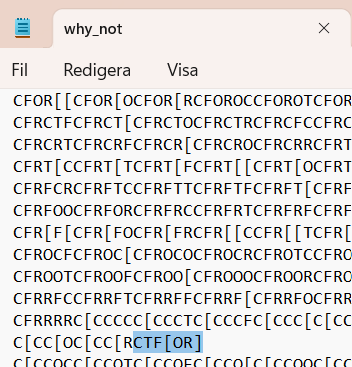 why_not
Fil Redigera Visa
CFOR[[CFOR[OCFOR[RCFOROCCFOROTCFOR
CFRCTFCFRCT[CFRCTOCFRCTRCFRCFCCFRC
CFRCRTCFRCRFCFRCR[CFRCROCFRCRRCFRT
CFRT[CCFRT[TCFRT[FCFRT[[CFRT[OCFRT
CFRFCRCFRFTCCFRFTTCFRFTFCFRFT[CFRF
CFRFOOCFRFORCFRFRCCFRFRTCFRFRFCFRF
CFR[F[CFR[FOCFR[FRCFR[[CCFR[[TCFR[
CFROCFCFROC[CFROCOCFROCRCFROTCCFRO
CFROOTCFROOFCFROO[CFROOOCFROORCFRO
CFRRFCCFRRFTCFRRFFCFRRF[CFRRFOCFRR
CFRRRRC[CCCCC[CCCTC[CCCFC[CCC[C[CC
C[CC[OC[CC[RCTF[OR]
C[CCOCC[CCOTC[CCOFC[CCO[C[CCOOC[CC